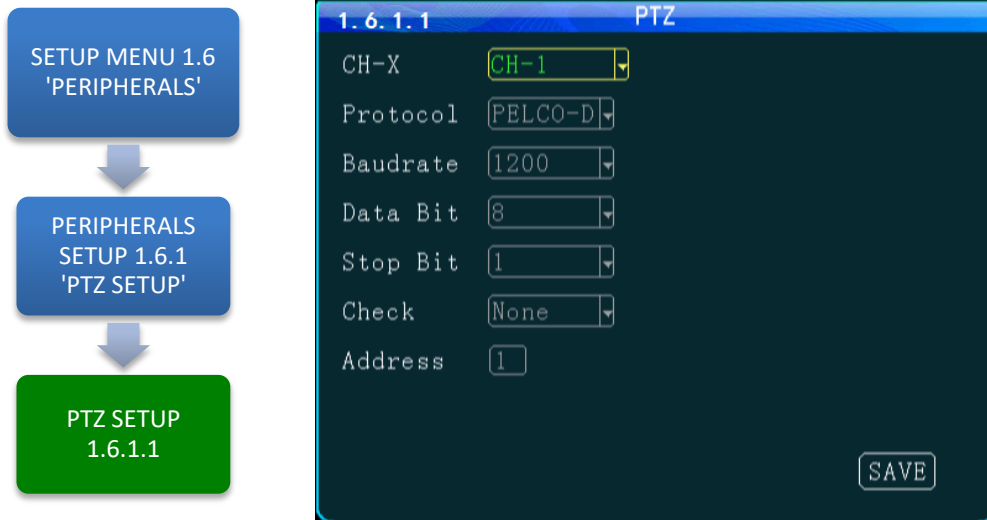 SETUP MENU 1.6
'PERIPHERALS'
PERIPHERALS
SETUP 1.6.1
'PTZ SETUP'
PTZ SETUP
1.6.1.1
1.6.1.1 PTZ
CH-X CH-1
Protocol PELCO-D
Baudrate 1200
Data Bit 8
Stop Bit 1
Check None
Address 1
SAVE